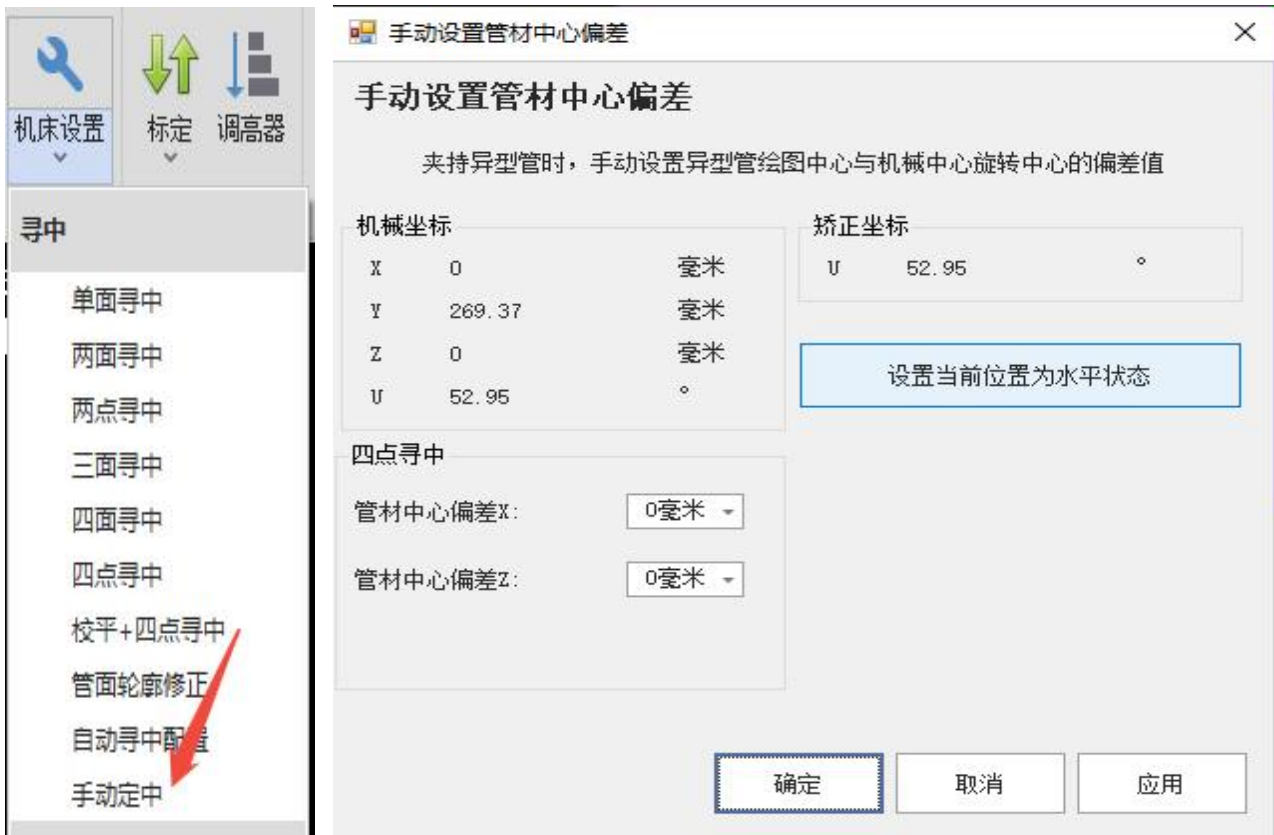 机床设置
标定
调高器
寻中
单面寻中
两面寻中
两点寻中
三面寻中
四面寻中
四点寻中
校平+四点寻中
管面轮廓修正
自动寻中配置
手动定中
手动设置管材中心偏差
手动设置管材中心偏差
夹持异型管时，手动设置异型管绘图中心与机械中心旋转中心的偏差值
机械坐标
X 0 毫米
Y 269.37 毫米
Z 0 毫米
U 52.95 °
矫正坐标
U 52.95 °
设置当前位置为水平状态
四点寻中
管材中心偏差X: 0毫米
管材中心偏差Z: 0毫米
确定 取消 应用